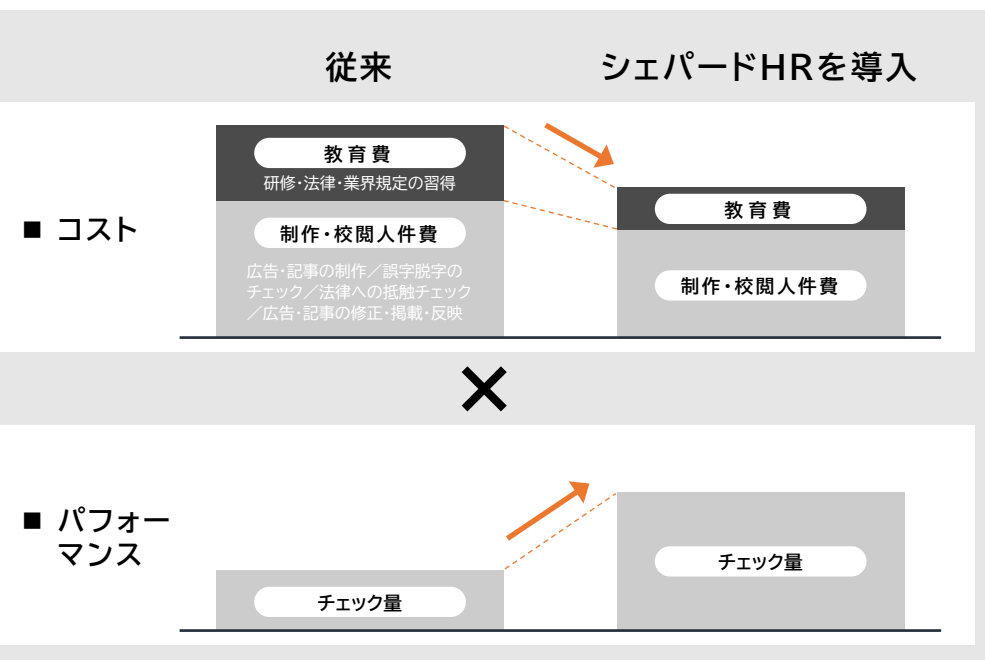 従来
シェパードHRを導入
■ コスト
教育費
研修・法律・業界規定の習得
制作・校閲人件費
広告・記事の制作／誤字脱字の
チェック／法律への抵触チェック
／広告・記事の修正・掲載・反映
教育費
制作・校閲人件費
×
■ パフォー
マンス
チェック量
チェック量